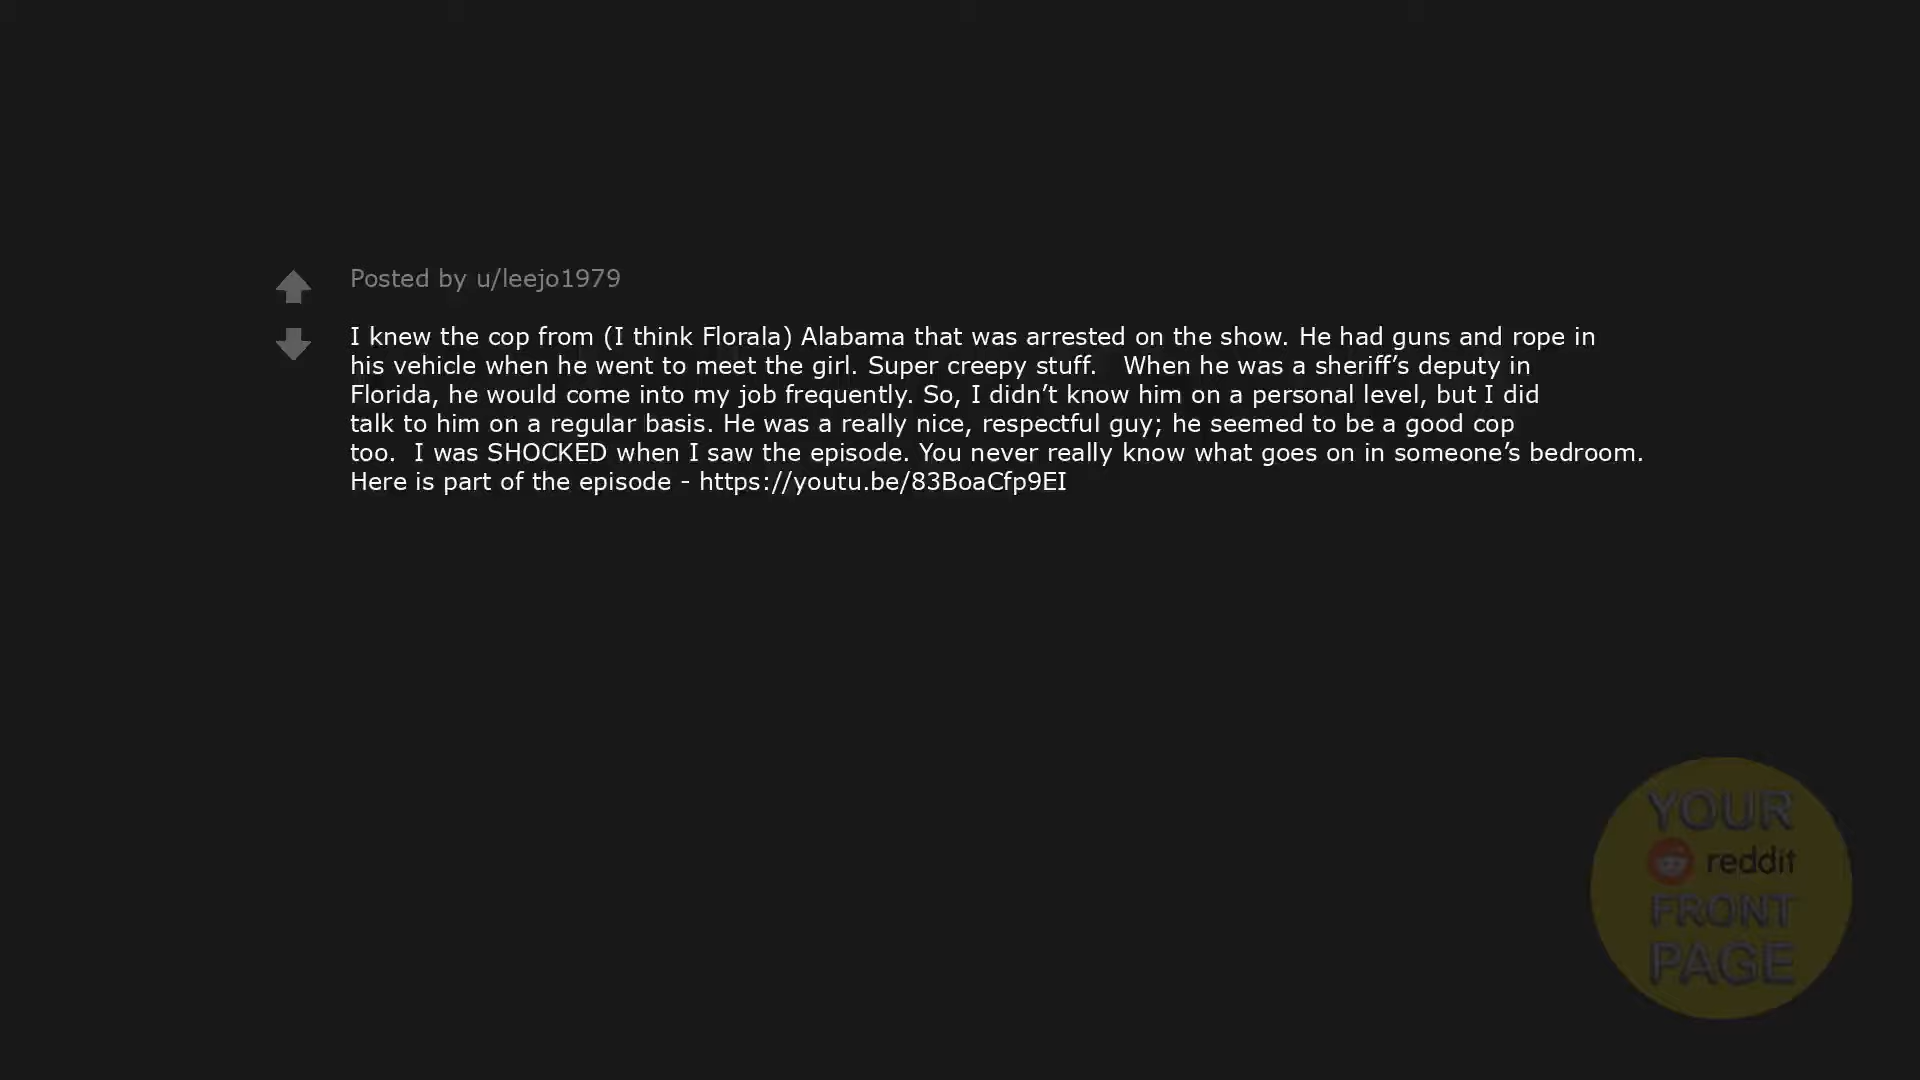 Posted by u/leejo1979
I knew the cop from (I think Florala) Alabama that was arrested on the show. He had guns and rope in
his vehicle when he went to meet the girl. Super creepy stuff.   When he was a sheriff’s deputy in
Florida, he would come into my job frequently. So, I didn’t know him on a personal level, but I did
talk to him on a regular basis. He was a really nice, respectful guy; he seemed to be a good cop
too.  I was SHOCKED when I saw the episode. You never really know what goes on in someone’s bedroom.
Here is part of the episode - https://youtu.be/83BoaCfp9EI
YOUR
reddit
FRONT
PAGE